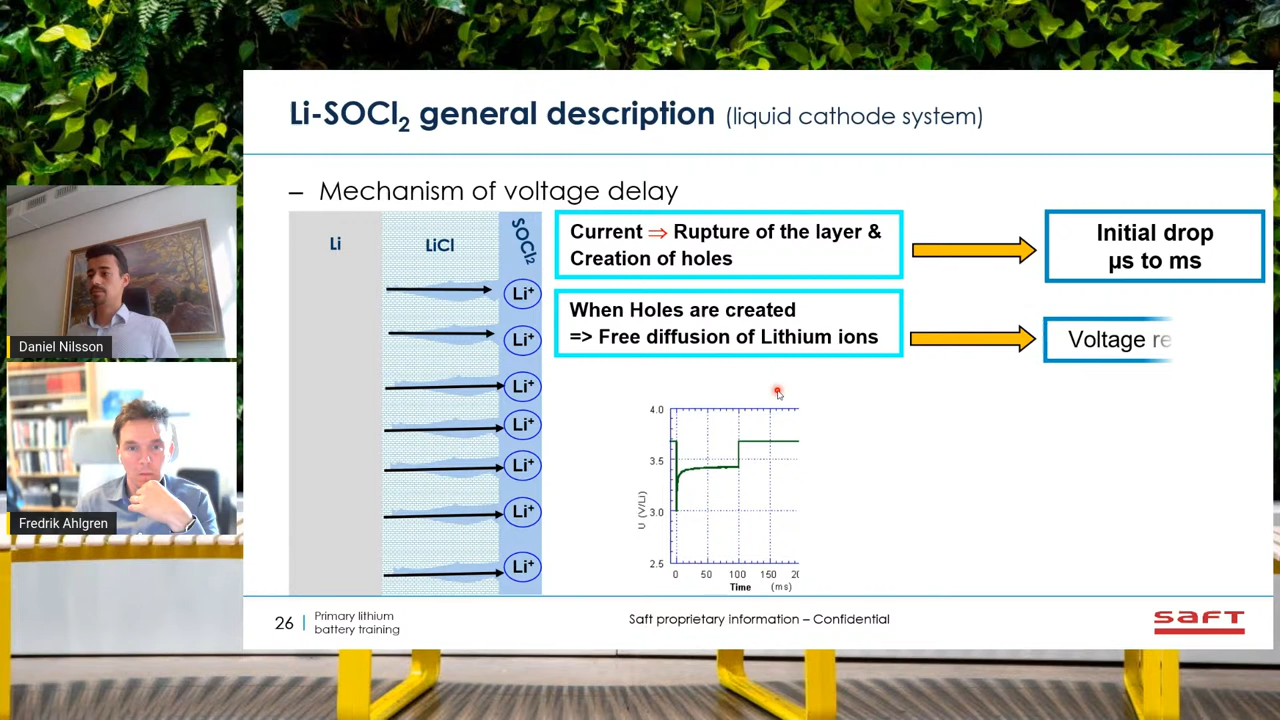 Li-SOCl₂ general description (liquid cathode system)
– Mechanism of voltage delay
Li
LiCl
SOCl₂
Li⁺
Li⁺
Li⁺
Li⁺
Li⁺
Li⁺
Li⁺
Current ⇒ Rupture of the layer &
Creation of holes
Initial drop
µs to ms
When Holes are created
=> Free diffusion of Lithium ions
Voltage re
4.0
3.5
3.0
2.5
U (V/Li)
0 50 100 150 20
Time (ms)
Daniel Nilsson
Fredrik Ahlgren
26
Primary lithium
battery training
Saft proprietary information – Confidential
saft